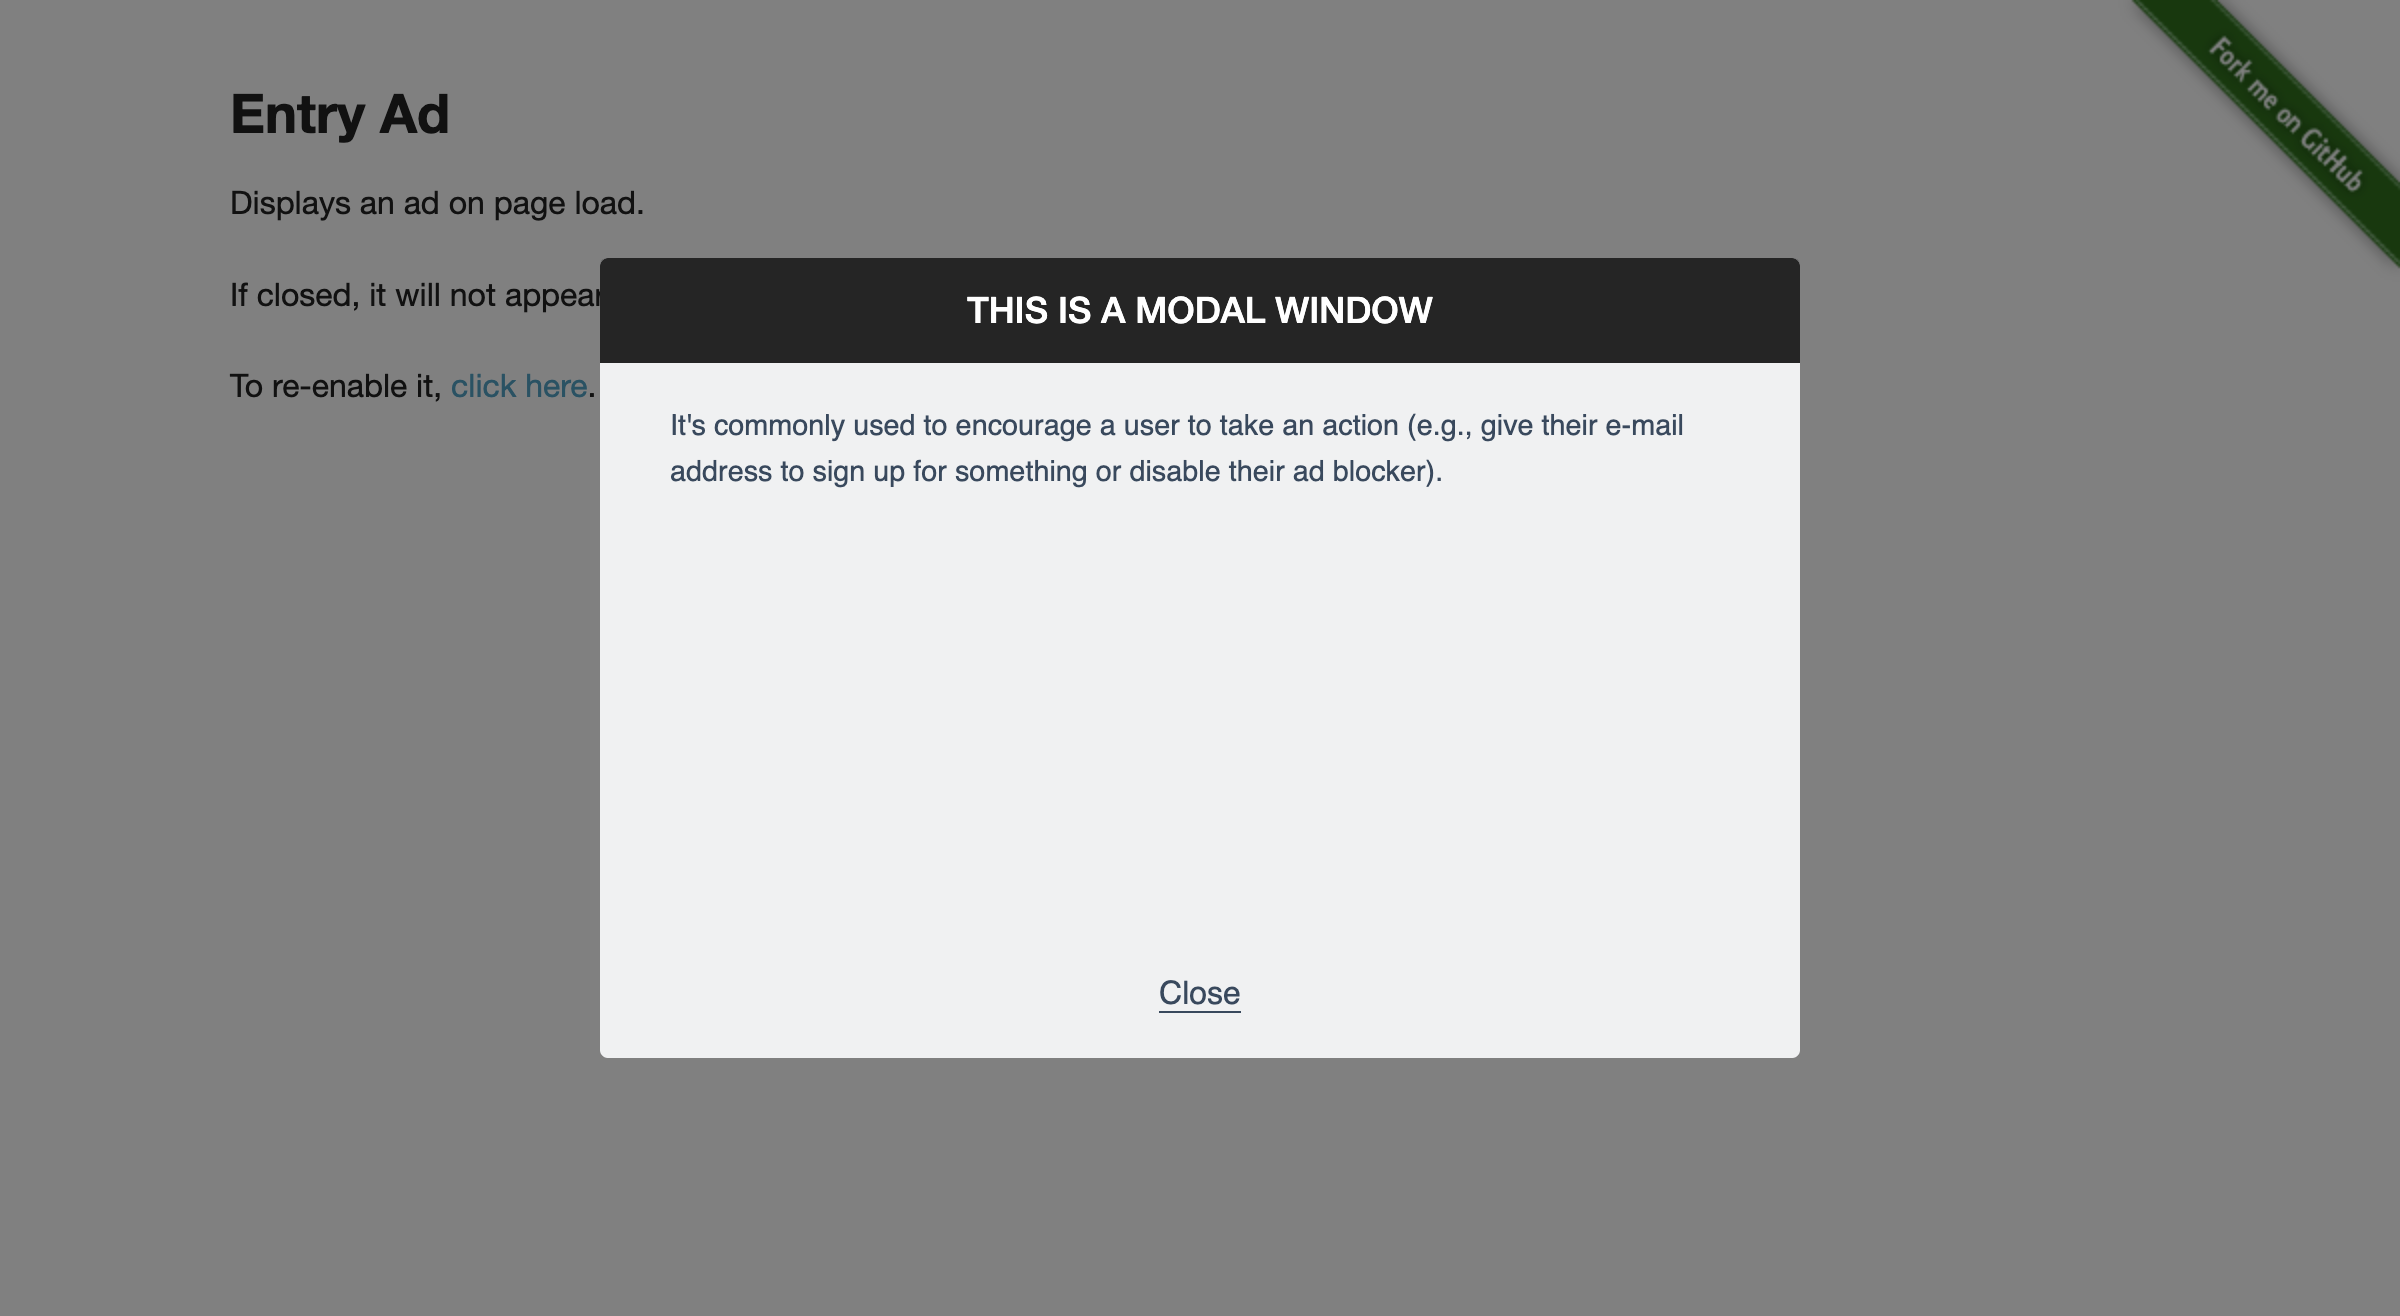 Entry Ad
Displays an ad on page load.
If closed, it will not appear
To re-enable it, click here.
THIS IS A MODAL WINDOW
It's commonly used to encourage a user to take an action (e.g., give their e-mail
address to sign up for something or disable their ad blocker).
Close
Fork me on GitHub